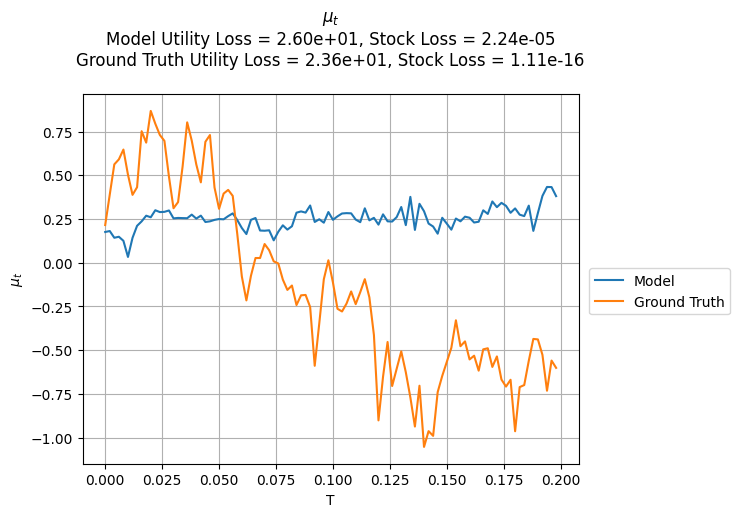 μ_t
Model Utility Loss = 2.60e+01, Stock Loss = 2.24e-05
Ground Truth Utility Loss = 2.36e+01, Stock Loss = 1.11e-16
0.75
0.50
0.25
0.00
−0.25
−0.50
−0.75
−1.00
μ_t
0.000 0.025 0.050 0.075 0.100 0.125 0.150 0.175 0.200
T
Model
Ground Truth